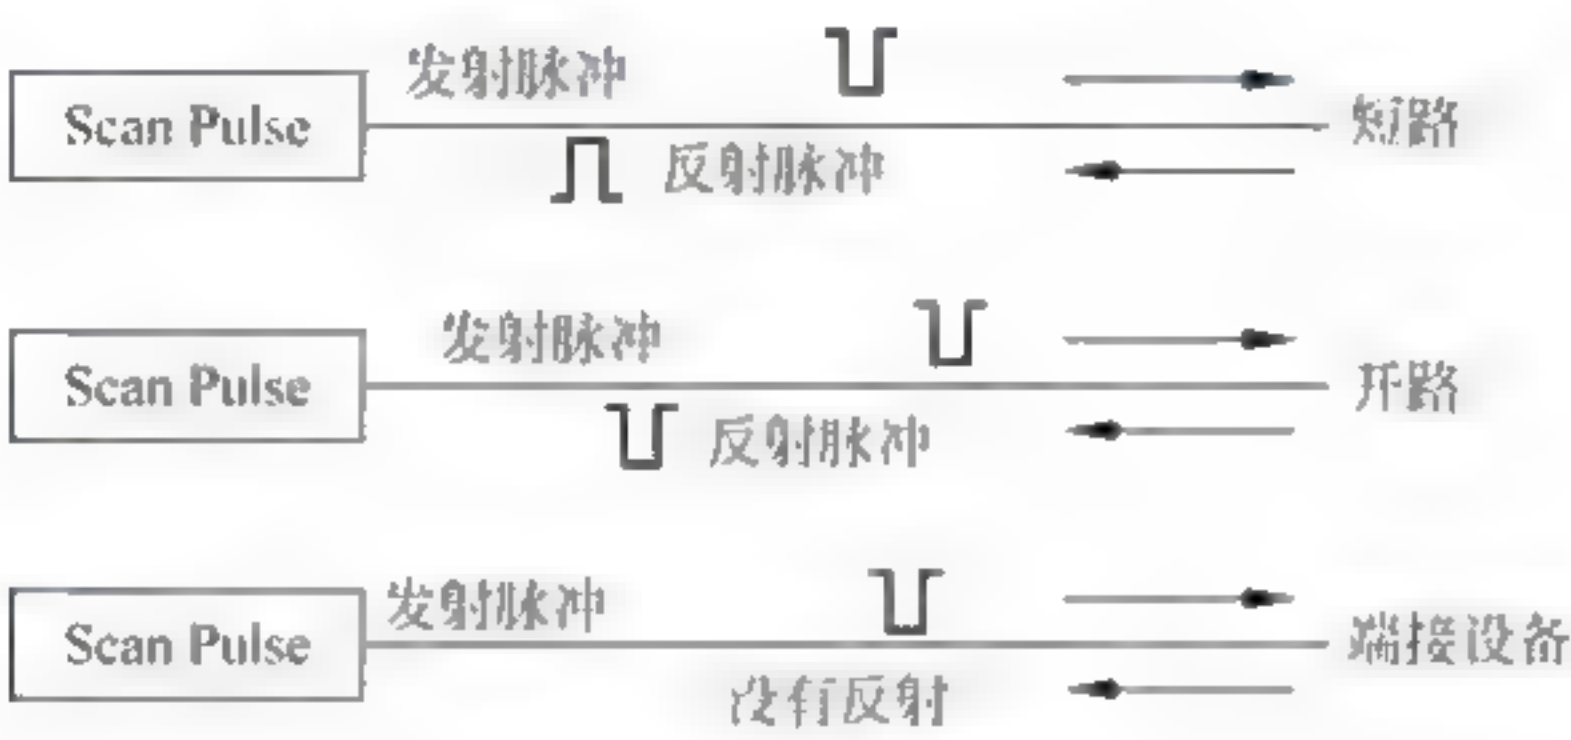 发射脉冲
Scan Pulse
短路
反射脉冲
发射脉冲
Scan Pulse
开路
反射脉冲
发射脉冲
Scan Pulse
端接设备
没有反射